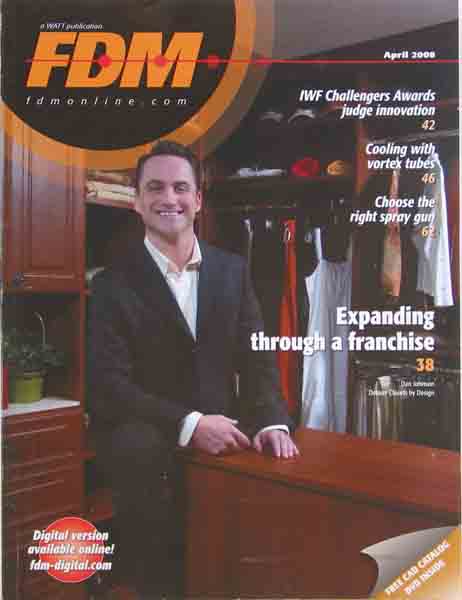 a WATT publication
FDM
fdmonline.com
April 2008
IWF Challengers Awards
judge innovation
42
Cooling with
vortex tubes
46
Choose the
right spray gun
62
Expanding
through a franchise
38
Dan Johnson
Denver Closets by Design
Digital version
available online!
fdm-digital.com
FREE CAD CATALOG
DVD INSIDE